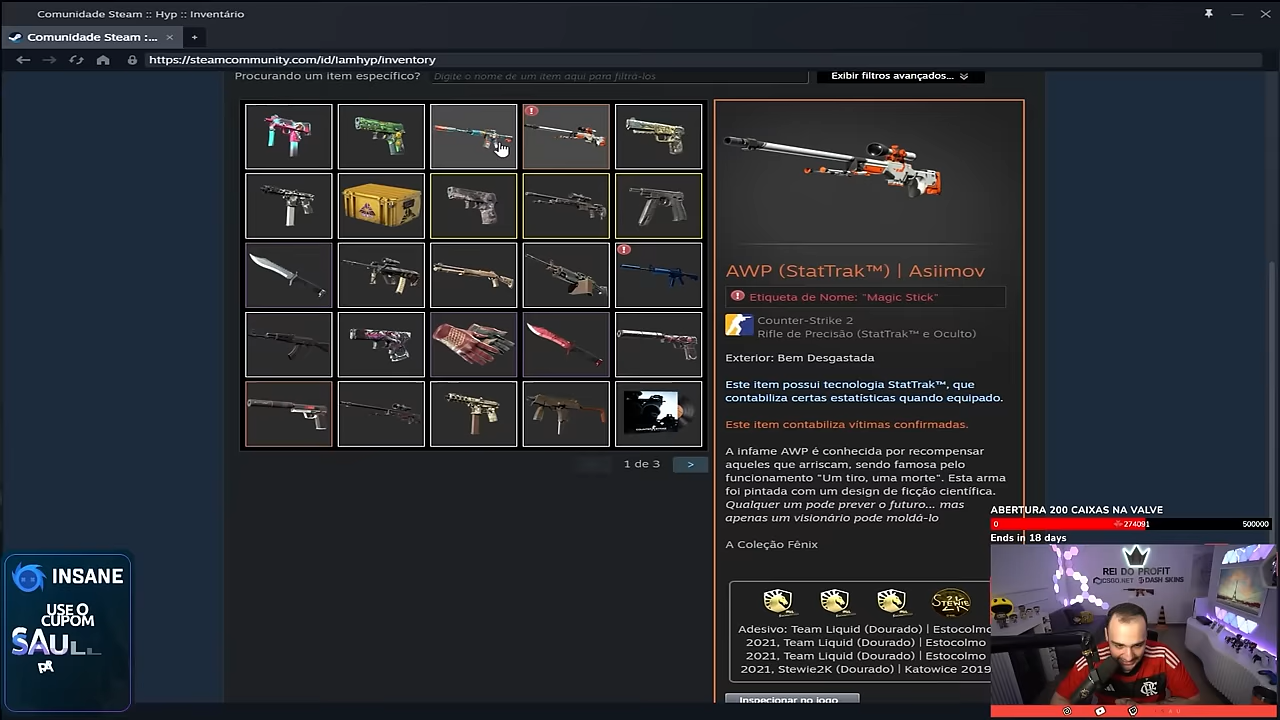 Comunidade Steam :: Hyp :: Inventário
Comunidade Steam :...
https://steamcommunity.com/id/Iamhyp/inventory
Procurando um item específico?
Digite o nome de um item aqui para filtrá-los
Exibir filtros avançados...
1 de 3
>
AWP (StatTrak™) | Asiimov
Etiqueta de Nome: "Magic Stick"
Counter-Strike 2
Rifle de Precisão (StatTrak™ e Oculto)
Exterior: Bem Desgastada
Este item possui tecnologia StatTrak™, que
contabiliza certas estatísticas quando equipado.
Este item contabiliza vítimas confirmadas.
A infame AWP é conhecida por recompensar
aqueles que arriscam, sendo famosa pelo
funcionamento "Um tiro, uma morte". Esta arma
foi pintada com um design de ficção científica.
Qualquer um pode prever o futuro... mas
apenas um visionário pode moldá-lo
A Coleção Fênix
Adesivo: Team Liquid (Dourado) | Estocolmo
2021, Team Liquid (Dourado) | Estocolmo
2021, Team Liquid (Dourado) | Estocolmo
2021, Stewie2K (Dourado) | Katowice 2019
Inspecionar no jogo
INSANE
USE O
CUPOM
SAULL
ABERTURA 200 CAIXAS NA VALVE
0
274091
500000
Ends in 18 days
REI DO PROFIT
CSGO.NET
DASH SKINS